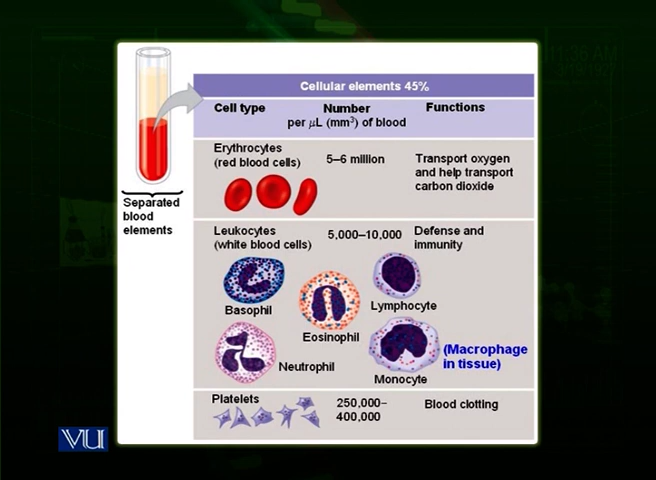 Cellular elements 45%
Cell type
Number
per µL (mm³) of blood
Functions
Erythrocytes
(red blood cells)
5–6 million
Transport oxygen
and help transport
carbon dioxide
Separated
blood
elements
Leukocytes
(white blood cells)
5,000–10,000
Defense and
immunity
Basophil
Eosinophil
Lymphocyte
Neutrophil
Monocyte
(Macrophage
in tissue)
Platelets
250,000–
400,000
Blood clotting
VU